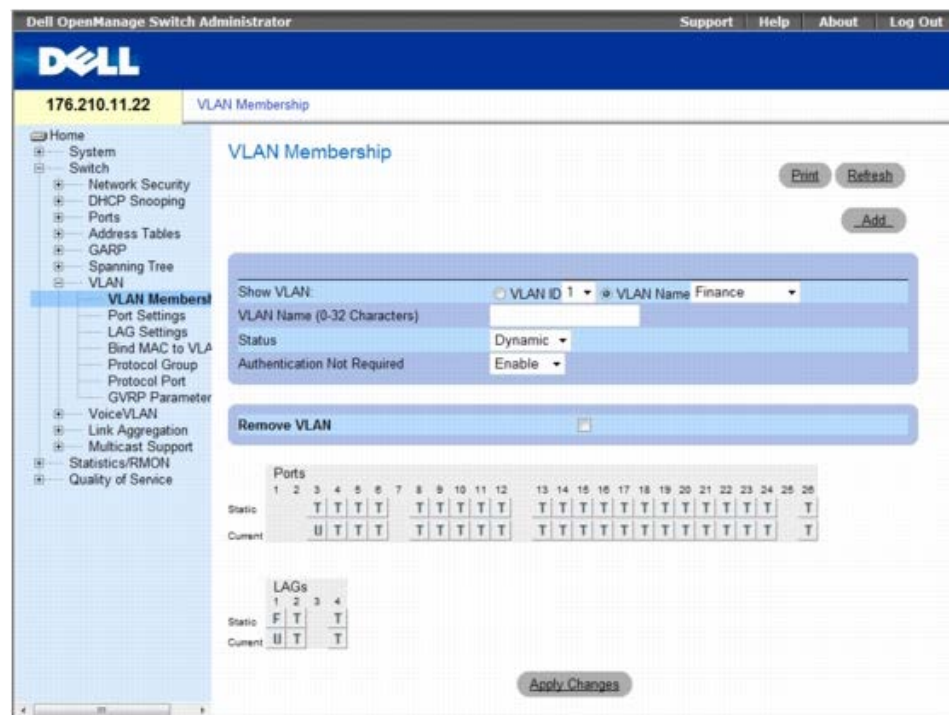 Dell OpenManage Switch Administrator Support Help About Log Out
DELL
176.210.11.22 VLAN Membership
Home
System
Switch
Network Security
DHCP Snooping
Ports
Address Tables
GARP
Spanning Tree
VLAN
VLAN Membersh
Port Settings
LAG Settings
Bind MAC to VLA
Protocol Group
Protocol Port
GVRP Parameter
VoiceVLAN
Link Aggregation
Multicast Support
Statistics/RMON
Quality of Service
VLAN Membership
Print Refresh
Add
Show VLAN: VLAN ID 1 VLAN Name Finance
VLAN Name (0-32 Characters)
Status Dynamic
Authentication Not Required Enable
Remove VLAN
Ports
1 2 3 4 5 6 7 8 9 10 11 12 13 14 15 16 17 18 19 20 21 22 23 24 25 26
Static T T T T T T T T T T T T T T T T T T T T T T
Current U T T T T T T T T T T T T T T T T T T T T T
LAGs
1 2 3 4
Static F T T
Current U T T
Apply Changes